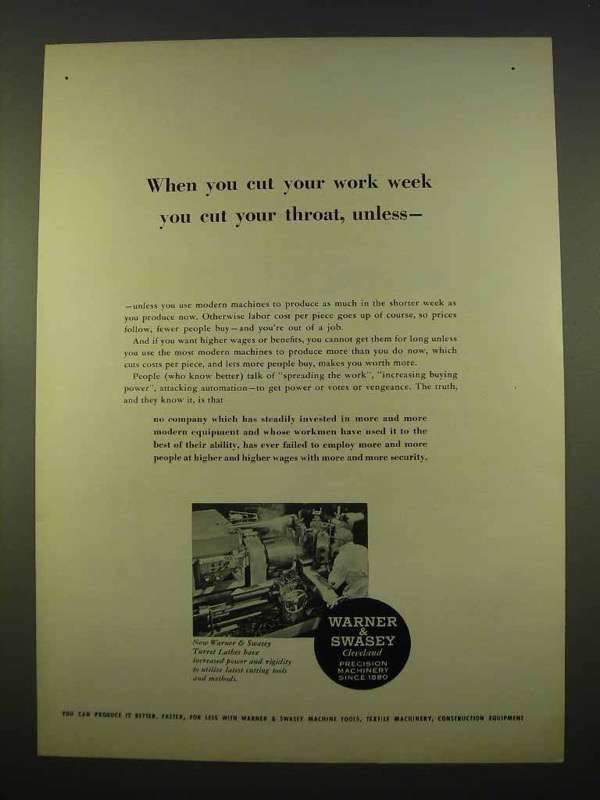 When you cut your work week
you cut your throat, unless—
—unless you use modern machines to produce as much in the shorter week as
you produce now. Otherwise labor cost per piece goes up of course, so prices
follow, fewer people buy—and you're out of a job.
And if you want higher wages or benefits, you cannot get them for long unless
you use the most modern machines to produce more than you do now, which
cuts costs per piece, and lets more people buy, makes you worth more.
People (who know better) talk of "spreading the work", "increasing buying
power", attacking automation—to get power or votes or vengeance. The truth,
and they know it, is that
no company which has steadily invested in more and more
modern equipment and whose workmen have used it to the
best of their ability, has ever failed to employ more and more
people at higher and higher wages with more and more security.
New Warner & Swasey
Turret Lathes have
increased power and rigidity
to utilize latest cutting tools
and methods.
WARNER
&
SWASEY
Cleveland
PRECISION
MACHINERY
SINCE 1880
YOU CAN PRODUCE IT BETTER, FASTER, FOR LESS WITH WARNER & SWASEY MACHINE TOOLS, TEXTILE MACHINERY, CONSTRUCTION EQUIPMENT